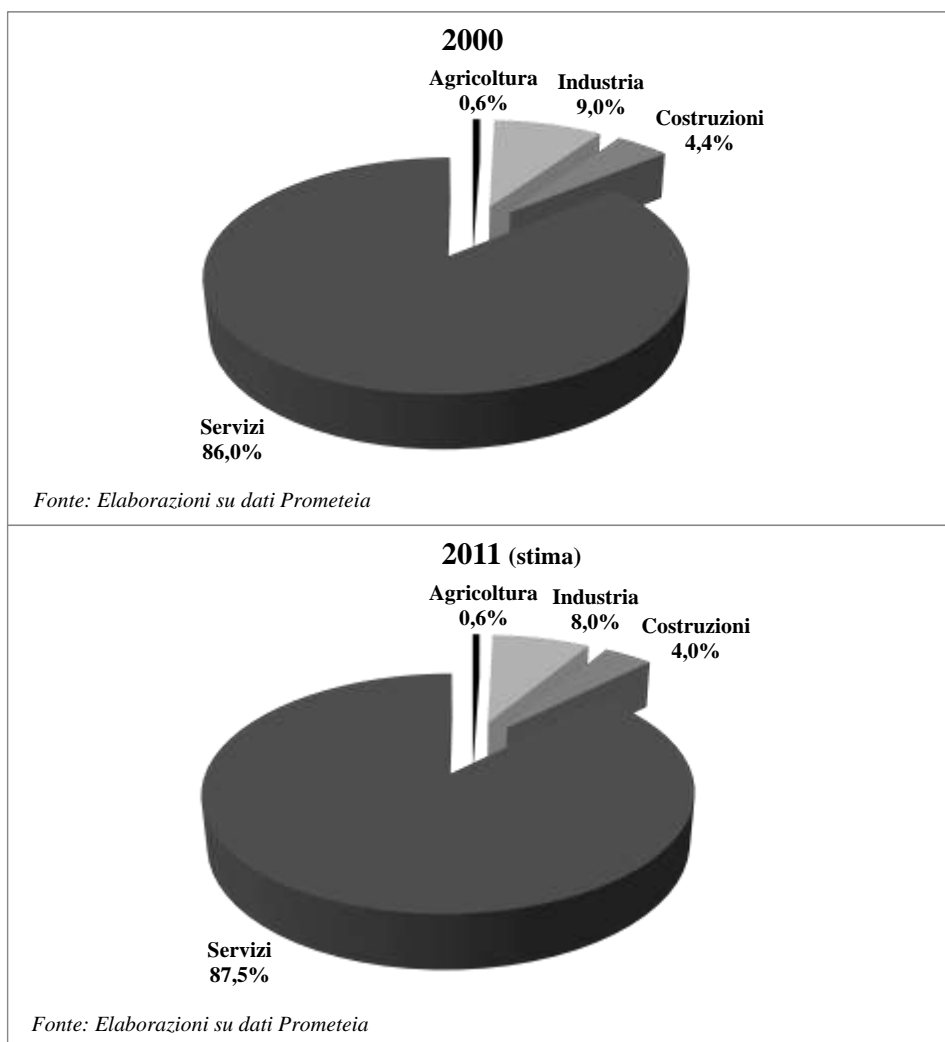 2000
Agricoltura
0,6%
Industria
9,0%
Costruzioni
4,4%
Servizi
86,0%
Fonte: Elaborazioni su dati Prometeia
2011 (stima)
Agricoltura
0,6%
Industria
8,0%
Costruzioni
4,0%
Servizi
87,5%
Fonte: Elaborazioni su dati Prometeia